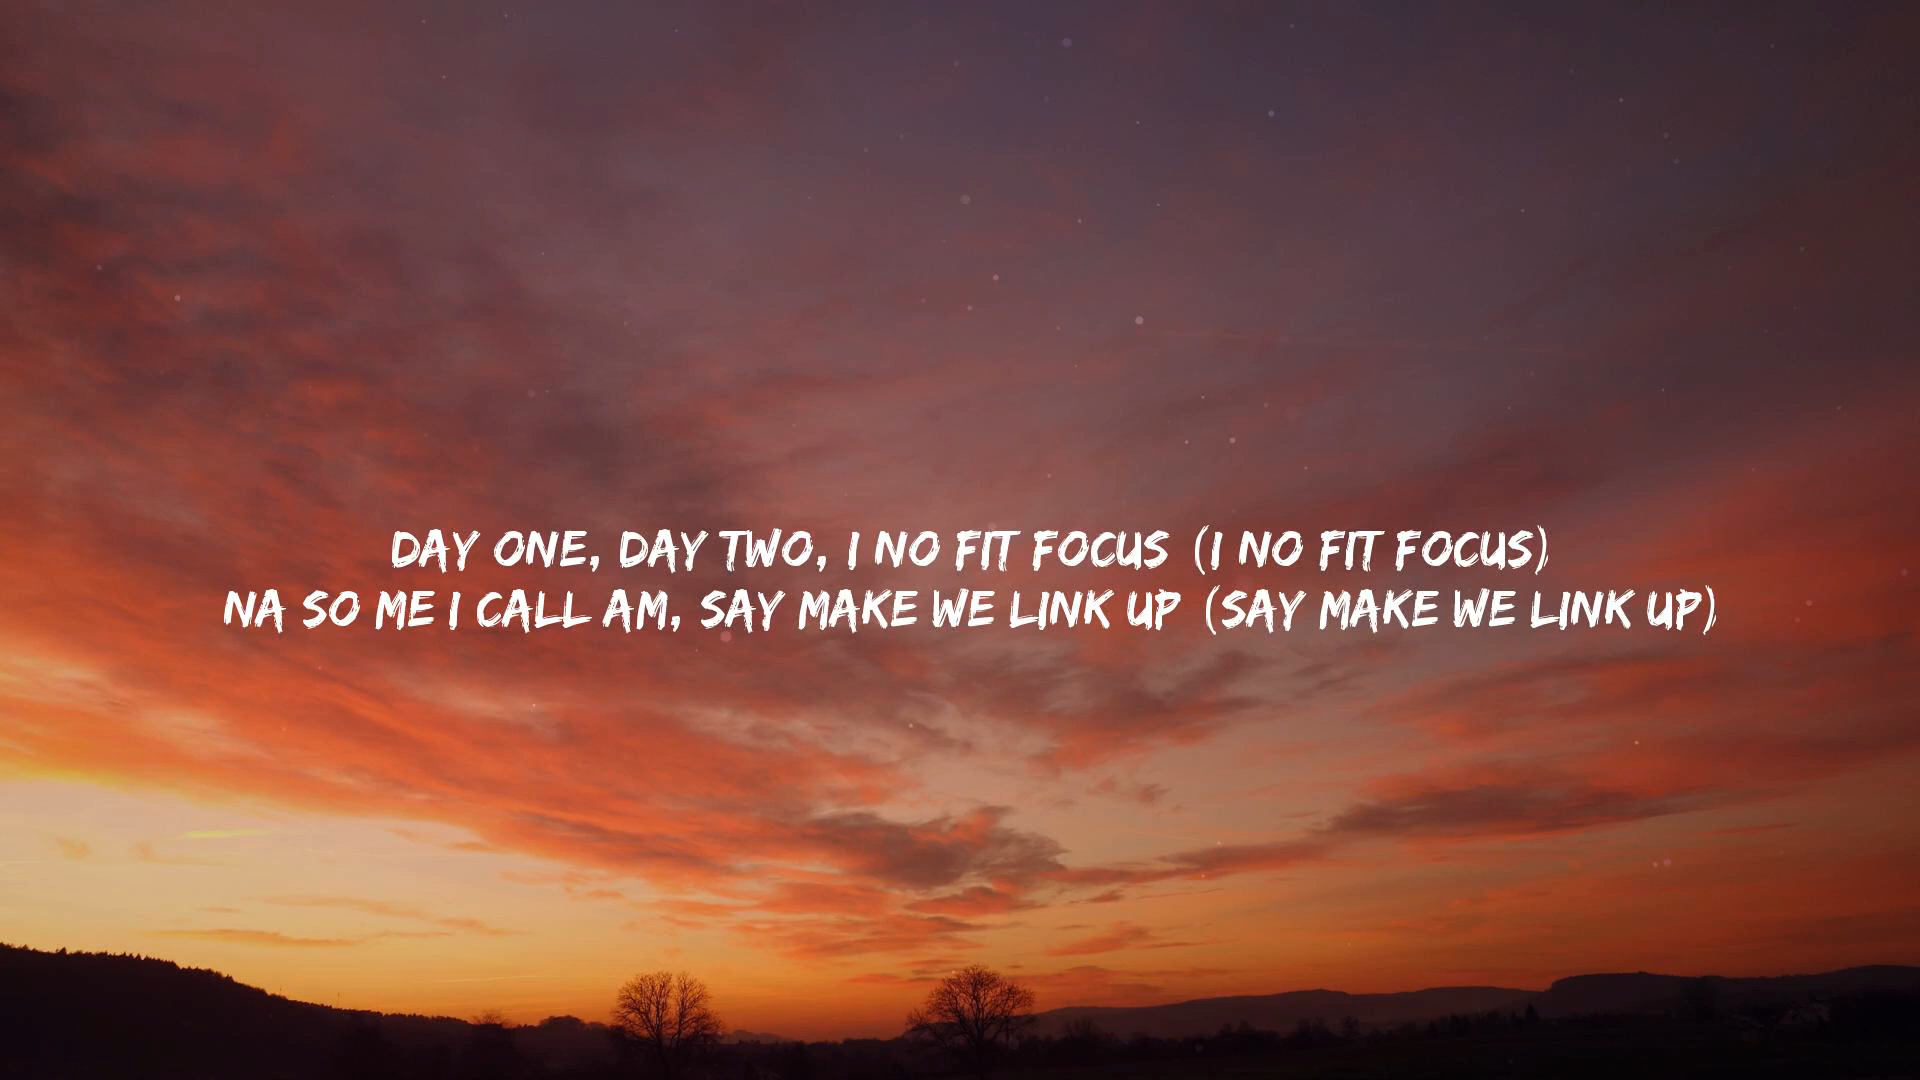 DAY ONE, DAY TWO, I NO FIT FOCUS (I NO FIT FOCUS)
NA SO ME I CALL AM, SAY MAKE WE LINK UP (SAY MAKE WE LINK UP)